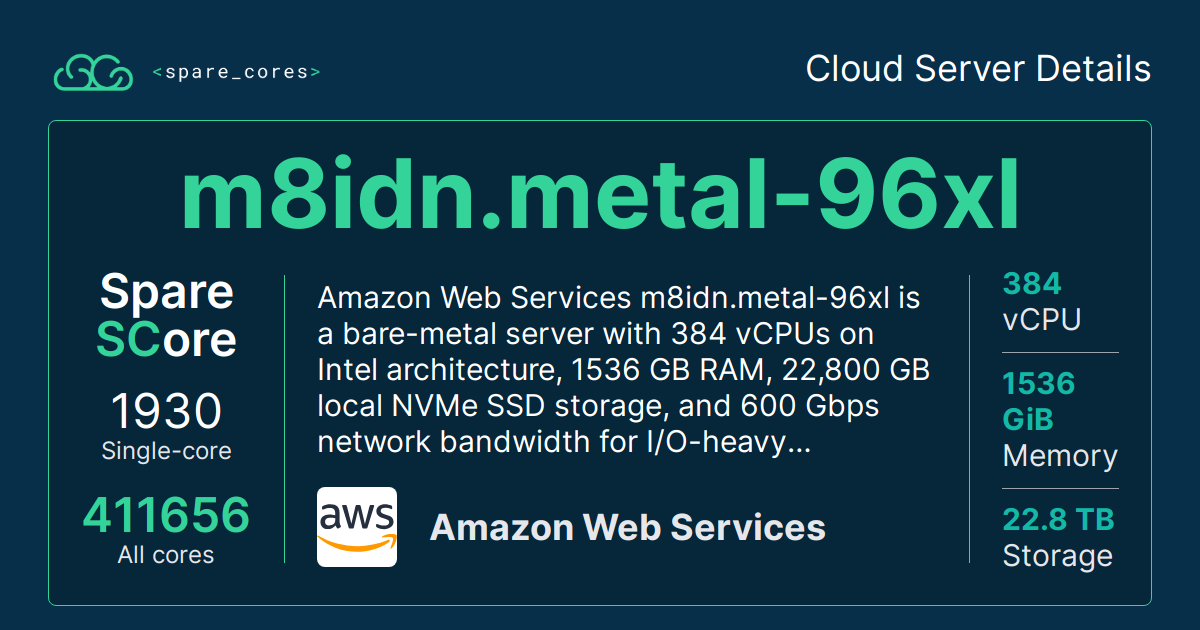 <spare_cores>
Cloud Server Details
m8idn.metal-96xl
Spare
SCore
1930
Single-core
411656
All cores
Amazon Web Services m8idn.metal-96xl is
a bare-metal server with 384 vCPUs on
Intel architecture, 1536 GB RAM, 22,800 GB
local NVMe SSD storage, and 600 Gbps
network bandwidth for I/O-heavy...
aws
Amazon Web Services
384
vCPU
1536
GiB
Memory
22.8 TB
Storage